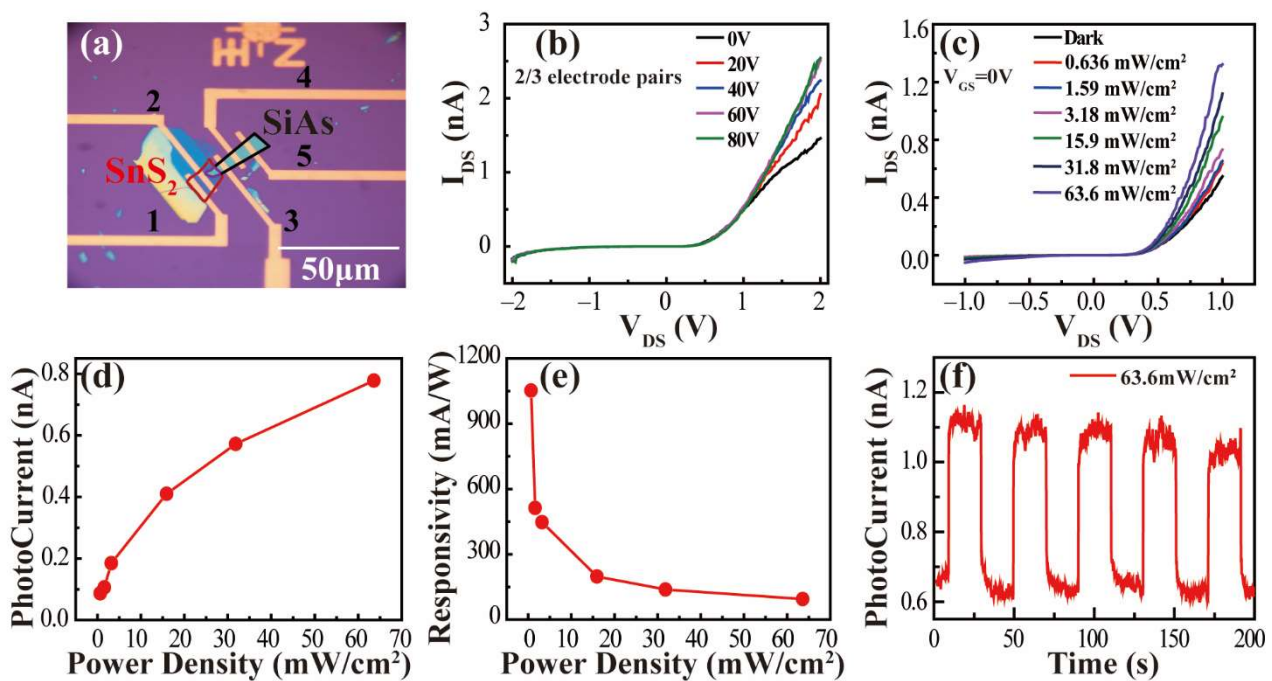 (a)
4
2
SiAs
SnS₂
5
1
3
50μm
(b)
2/3 electrode pairs
0V
20V
40V
60V
80V
I_DS (nA)
3
2
1
0
–2
–1
0
1
2
V_DS (V)
(c)
V_GS=0V
Dark
0.636 mW/cm²
1.59 mW/cm²
3.18 mW/cm²
15.9 mW/cm²
31.8 mW/cm²
63.6 mW/cm²
I_DS (nA)
1.6
1.2
0.8
0.4
0.0
–1.0
–0.5
0.0
0.5
1.0
V_DS (V)
(d)
PhotoCurrent (nA)
0.8
0.6
0.4
0.2
0.0
0
10
20
30
40
50
60
70
Power Density (mW/cm²)
(e)
Responsivity (mA/W)
1200
900
600
300
0
0
10
20
30
40
50
60
70
Power Density (mW/cm²)
(f)
63.6mW/cm²
PhotoCurrent (nA)
1.2
1.0
0.8
0.6
0
50
100
150
200
Time (s)